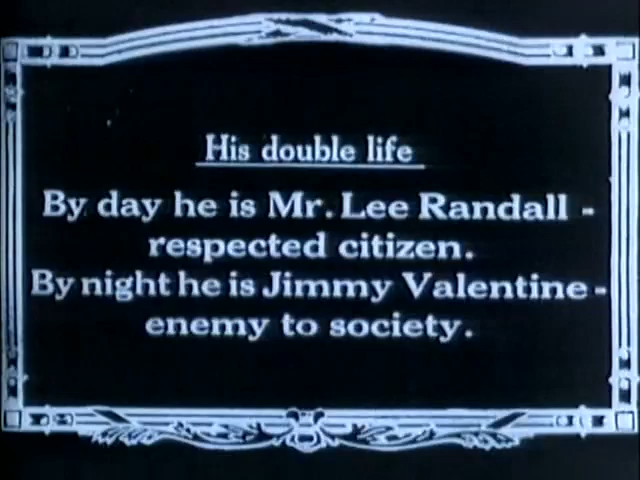 His double life
By day he is Mr. Lee Randall -
respected citizen.
By night he is Jimmy Valentine -
enemy to society.